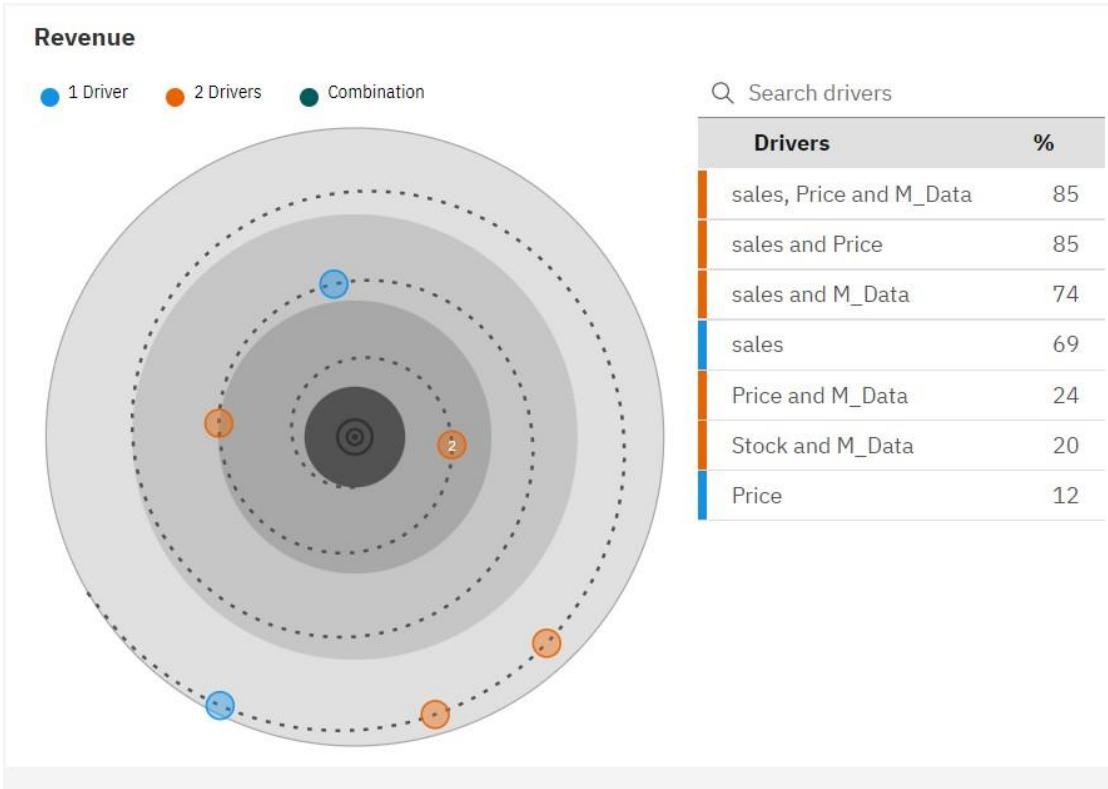 Revenue
1 Driver 2 Drivers Combination
Search drivers
Drivers %
sales, Price and M_Data 85
sales and Price 85
sales and M_Data 74
sales 69
Price and M_Data 24
Stock and M_Data 20
Price 12
2